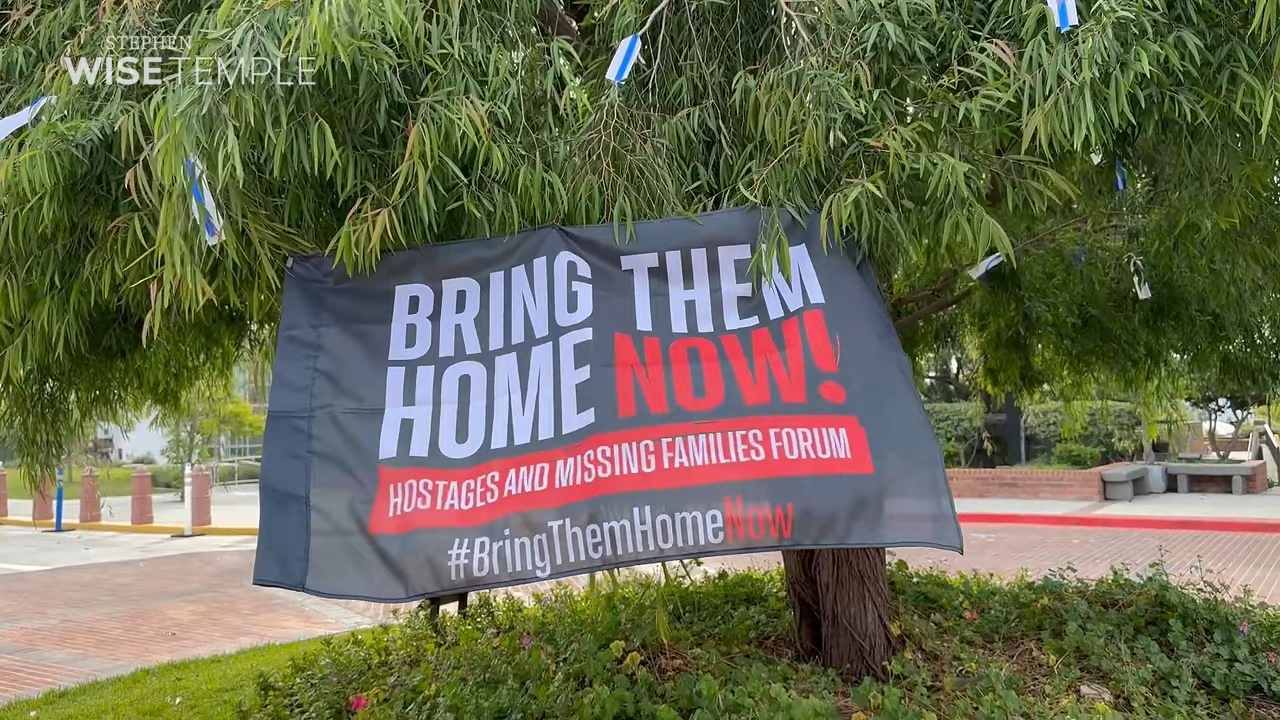 STEPHEN
WISE TEMPLE
BRING THEM
HOME NOW!
HOSTAGES AND MISSING FAMILIES FORUM
#BringThemHomeNow